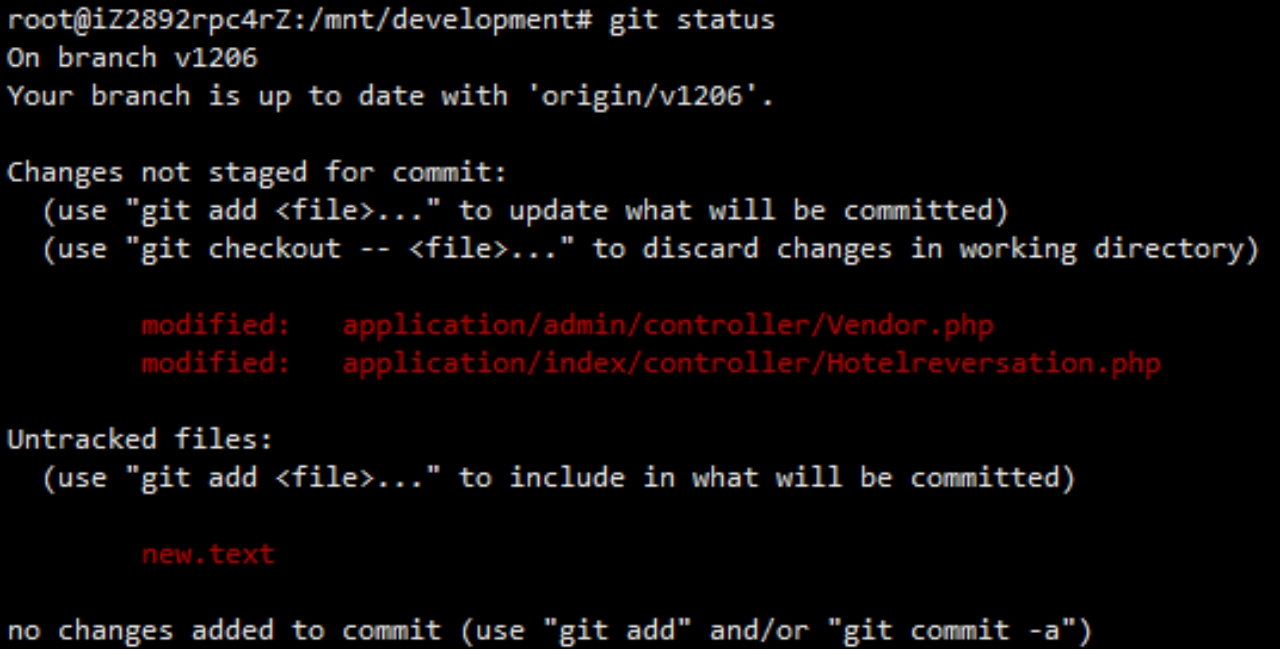 root@iZ2892rpc4rZ:/mnt/development# git status
On branch v1206
Your branch is up to date with 'origin/v1206'.
Changes not staged for commit:
  (use "git add <file>..." to update what will be committed)
  (use "git checkout -- <file>..." to discard changes in working directory)
        modified:   application/admin/controller/Vendor.php
        modified:   application/index/controller/Hotelreversation.php
Untracked files:
  (use "git add <file>..." to include in what will be committed)
        new.text
no changes added to commit (use "git add" and/or "git commit -a")